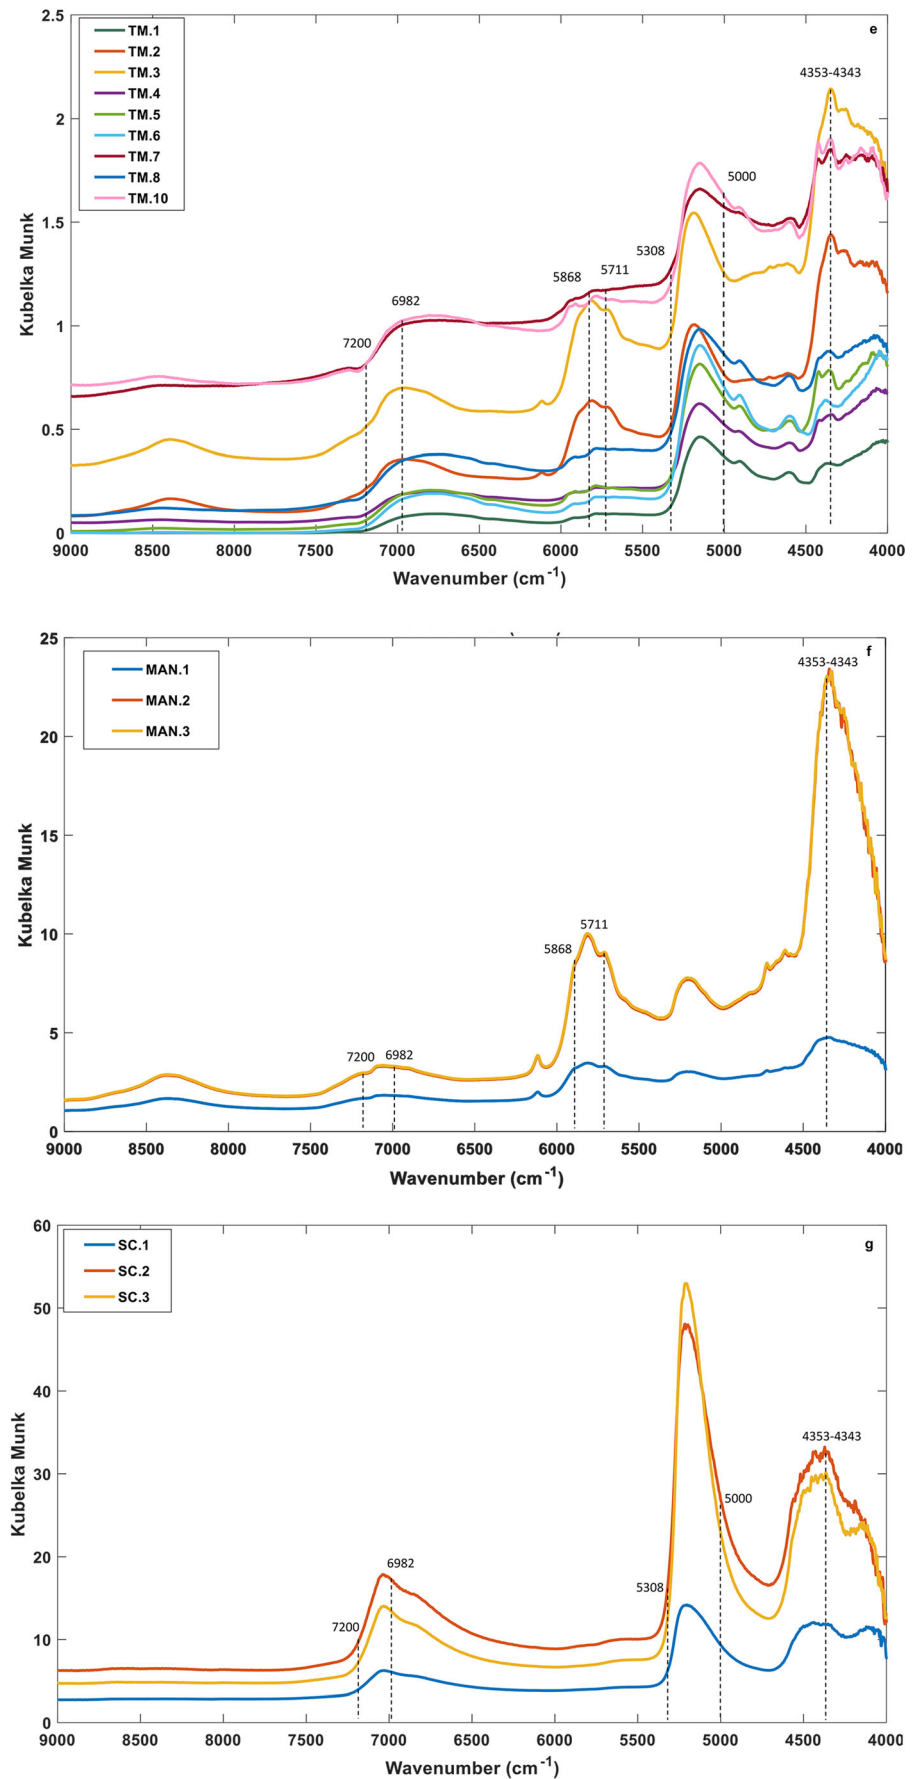 2.5
e
TM.1
TM.2
TM.3
TM.4
TM.5
TM.6
TM.7
TM.8
TM.10
4353-4343
2
5000
1.5
5308
5868
5711
6982
7200
1
0.5
0
Kubelka Munk
9000
8500
8000
7500
7000
6500
6000
5500
5000
4500
4000
Wavenumber (cm-1)
25
f
MAN.1
MAN.2
MAN.3
4353-4343
20
15
10
5868
5711
5
7200
6982
0
Kubelka Munk
9000
8500
8000
7500
7000
6500
6000
5500
5000
4500
4000
Wavenumber (cm-1)
60
g
SC.1
SC.2
SC.3
50
40
4353-4343
30
5000
20
6982
5308
7200
10
0
Kubelka Munk
9000
8500
8000
7500
7000
6500
6000
5500
5000
4500
4000
Wavenumber (cm-1)